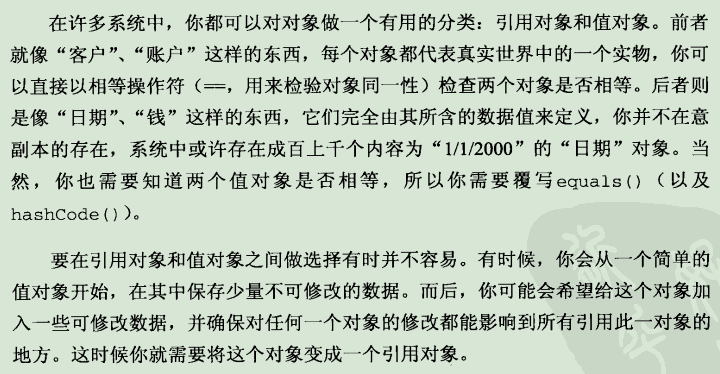 在许多系统中，你都可以对对象做一个有用的分类：引用对象和值对象。前者
就像“客户”、“账户”这样的东西，每个对象都代表真实世界中的一个实物，你可
以直接以相等操作符（==，用来检验对象同一性）检查两个对象是否相等。后者则
是像“日期”、“钱”这样的东西，它们完全由其所含的数据值来定义，你并不在意
副本的存在，系统中或许存在成百上千个内容为“1/1/2000”的“日期”对象。当
然，你也需要知道两个值对象是否相等，所以你需要覆写equals()（以及
hashCode()）。
要在引用对象和值对象之间做选择有时并不容易。有时候，你会从一个简单的
值对象开始，在其中保存少量不可修改的数据。而后，你可能会希望给这个对象加
入一些可修改数据，并确保对任何一个对象的修改都能影响到所有引用此一对象的
地方。这时候你就需要将这个对象变成一个引用对象。